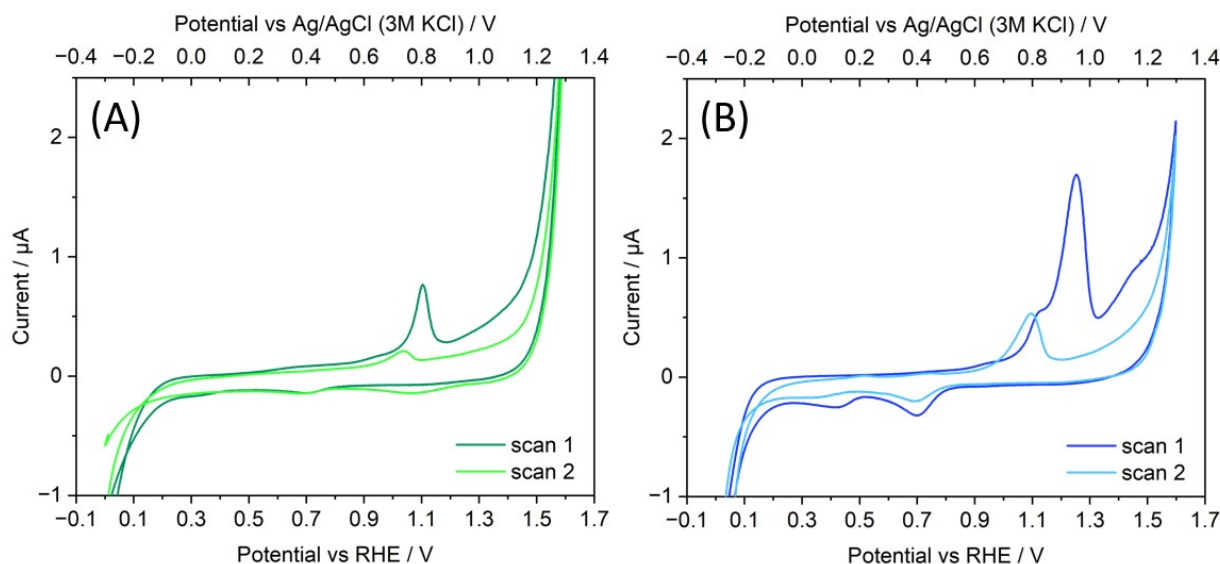 Potential vs Ag/AgCl (3M KCl) / V
−0.4 −0.2 0.0 0.2 0.4 0.6 0.8 1.0 1.2 1.4
(A)
2
1
0
−1
Current / µA
scan 1
scan 2
−0.1 0.1 0.3 0.5 0.7 0.9 1.1 1.3 1.5 1.7
Potential vs RHE / V
Potential vs Ag/AgCl (3M KCl) / V
−0.4 −0.2 0.0 0.2 0.4 0.6 0.8 1.0 1.2 1.4
(B)
2
1
0
−1
Current / µA
scan 1
scan 2
−0.1 0.1 0.3 0.5 0.7 0.9 1.1 1.3 1.5 1.7
Potential vs RHE / V